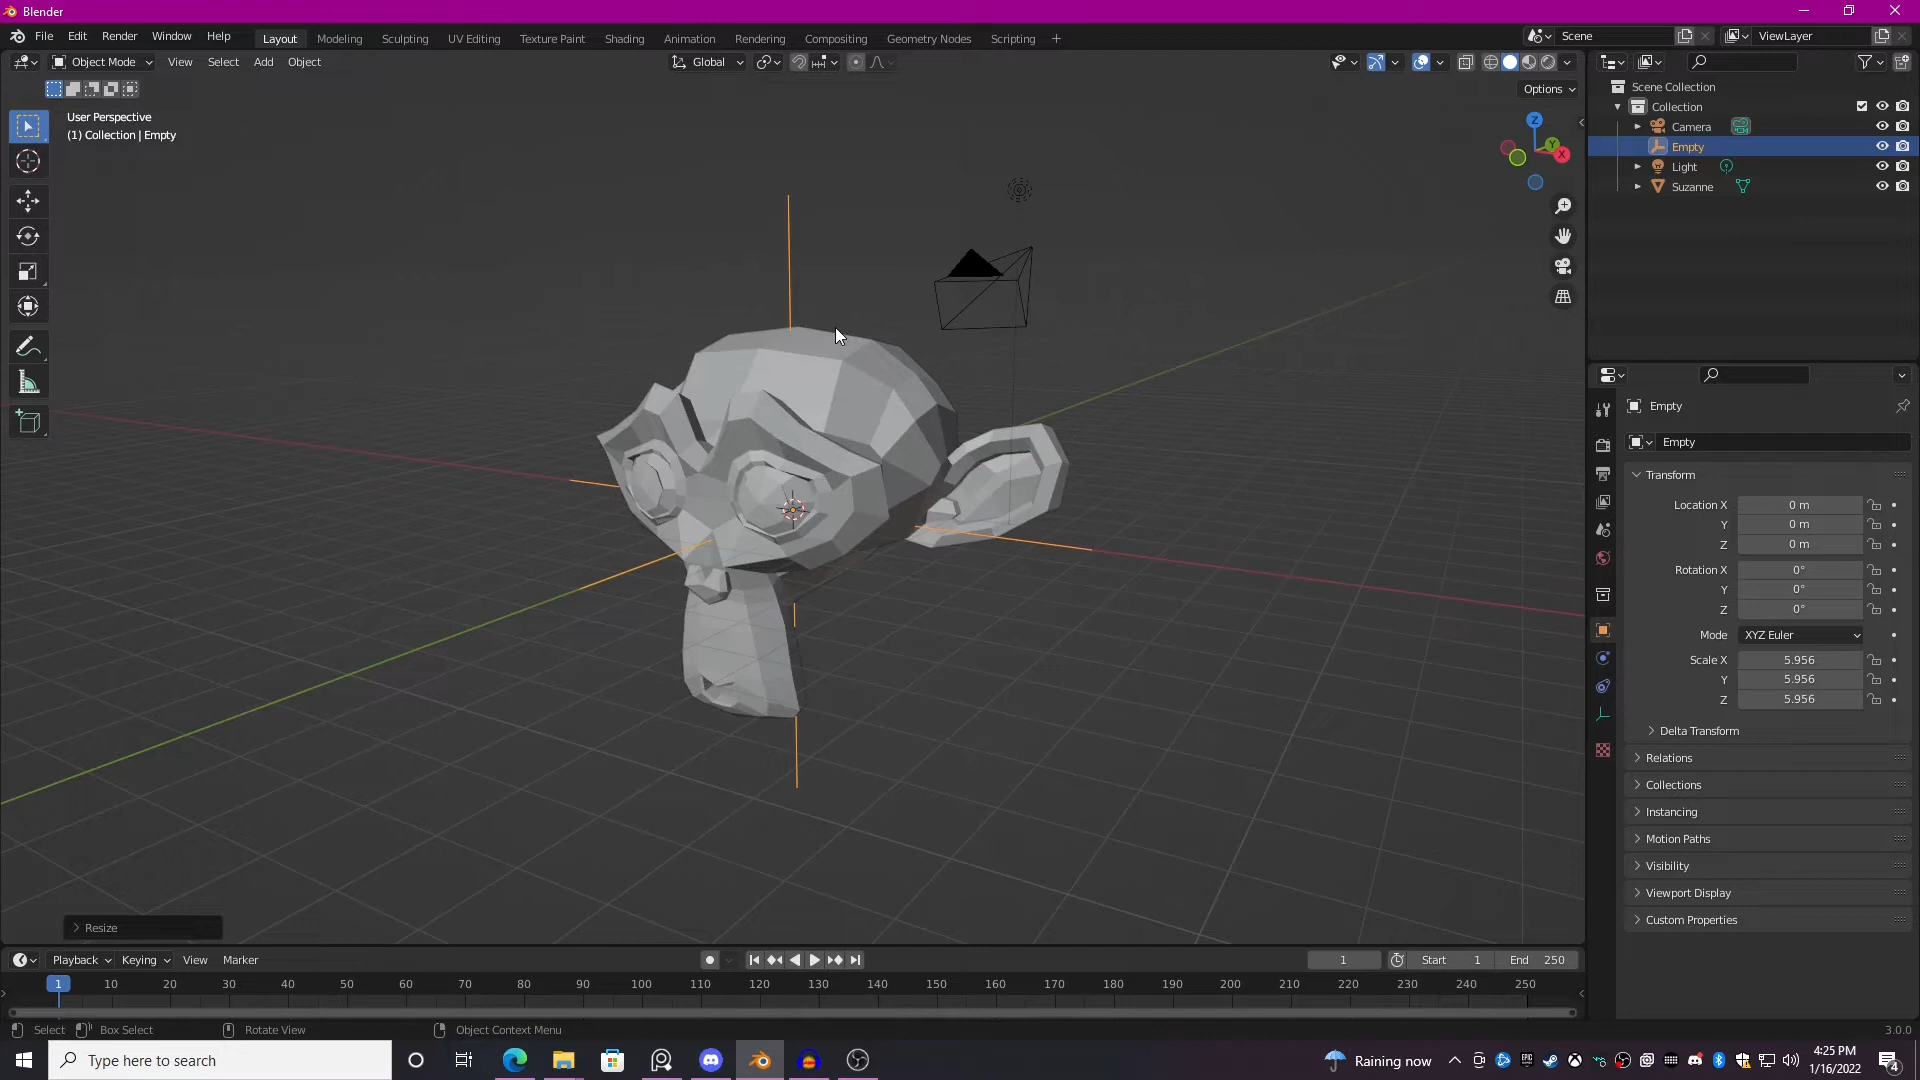 Blender
File Edit Render Window Help
Layout Modeling Sculpting UV Editing Texture Paint Shading Animation Rendering Compositing Geometry Nodes Scripting +
Scene
ViewLayer
Object Mode View Select Add Object
Global
Options
User Perspective
(1) Collection | Empty
Z
Y
X
Scene Collection
Collection
Camera
Empty
Light
Suzanne
Empty
Empty
Transform
Location X 0 m
Y 0 m
Z 0 m
Rotation X 0°
Y 0°
Z 0°
Mode XYZ Euler
Scale X 5.956
Y 5.956
Z 5.956
Delta Transform
Relations
Collections
Instancing
Motion Paths
Visibility
Viewport Display
Custom Properties
Resize
Playback Keying View Marker
1 Start 1 End 250
1 10 20 30 40 50 60 70 80 90 100 110 120 130 140 150 160 170 180 190 200 210 220 230 240 250
Select Box Select Rotate View Object Context Menu
3.0.0
Type here to search
Raining now
4:25 PM
1/16/2022
4